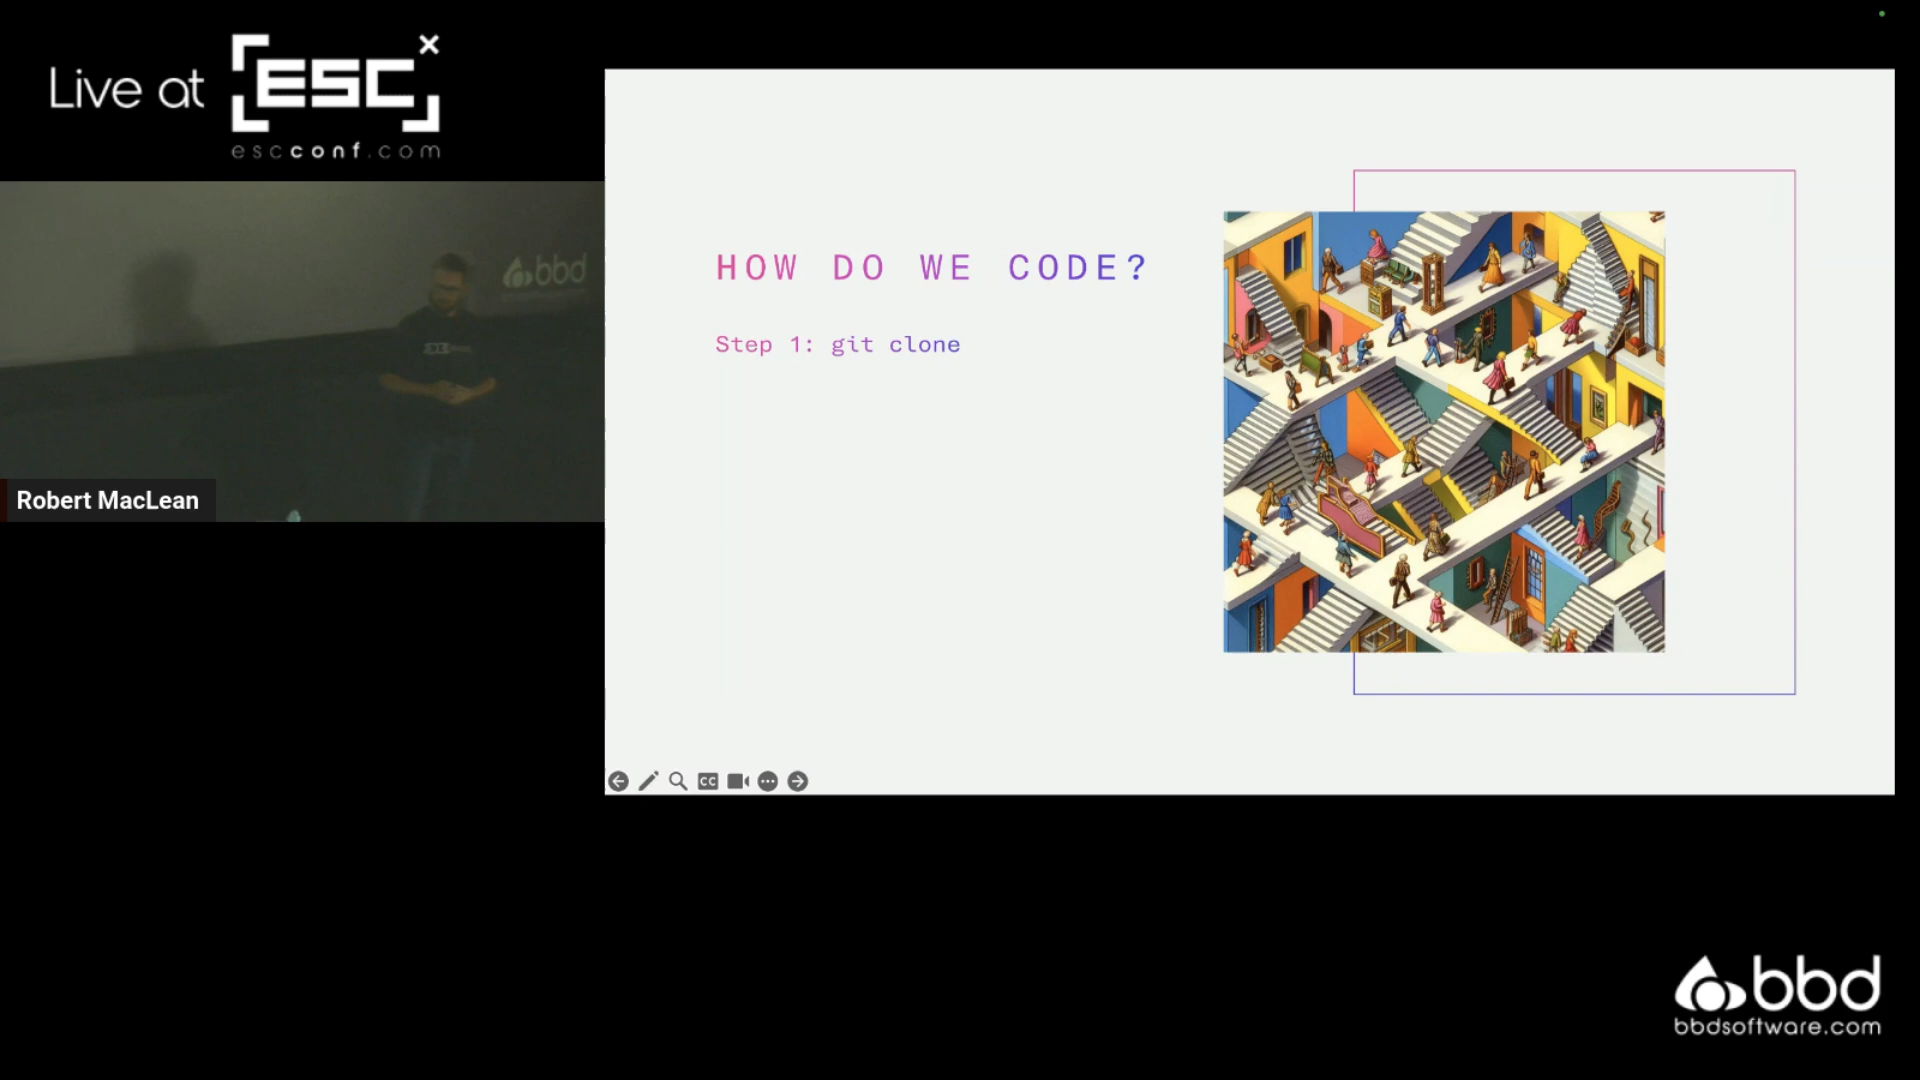 Live at [ESC]
escconf.com
bbd
Robert MacLean
HOW DO WE CODE?
Step 1: git clone
CC
bbd
bbdsoftware.com